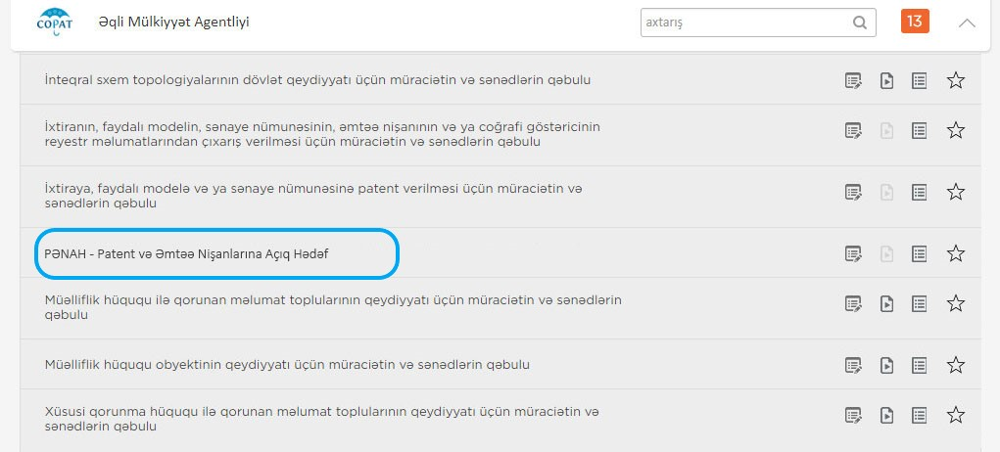 COPAT
Əqli Mülkiyyət Agentliyi
axtarış
13
İnteqral sxem topologiyalarının dövlət qeydiyyatı üçün müraciətin və sənədlərin qəbulu
İxtiranın, faydalı modelin, sənaye nümunəsinin, əmtəə nişanının və ya coğrafi göstəricinin
reyestr məlumatlarından çıxarış verilməsi üçün müraciətin və sənədlərin qəbulu
İxtiraya, faydalı modelə və ya sənaye nümunəsinə patent verilməsi üçün müraciətin və
sənədlərin qəbulu
PƏNAH - Patent və Əmtəə Nişanlarına Açıq Hədəf
Müəlliflik hüququ ilə qorunan məlumat toplularının qeydiyyatı üçün müraciətin və sənədlərin
qəbulu
Müəlliflik hüququ obyektinin qeydiyyatı üçün müraciətin və sənədlərin qəbulu
Xüsusi qorunma hüququ ilə qorunan məlumat toplularının qeydiyyatı üçün müraciətin və
sənədlərin qəbulu